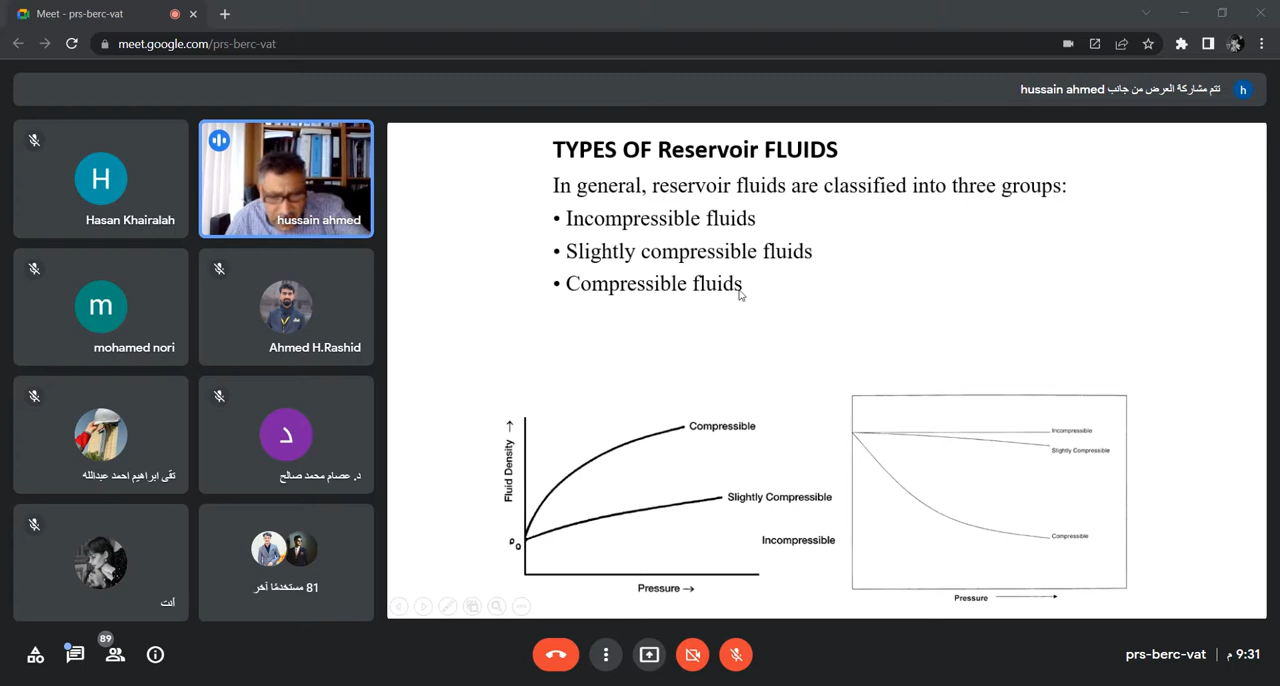 Meet - prs-berc-vat
meet.google.com/prs-berc-vat
تتم مشاركة العرض من جانب hussain ahmed
h
H
Hasan Khairalah
hussain ahmed
m
mohamed nori
Ahmed H.Rashid
تقى ابراهيم احمد عبدالله
د
د. عصام محمد صالح
أنت
81 مستخدمًا آخر
TYPES OF Reservoir FLUIDS
In general, reservoir fluids are classified into three groups:
• Incompressible fluids
• Slightly compressible fluids
• Compressible fluids
Fluid Density →
Compressible
Slightly Compressible
Incompressible
ρ₀
Pressure →
Incompressible
Slightly Compressible
Compressible
Pressure →
89
prs-berc-vat
9:31 م